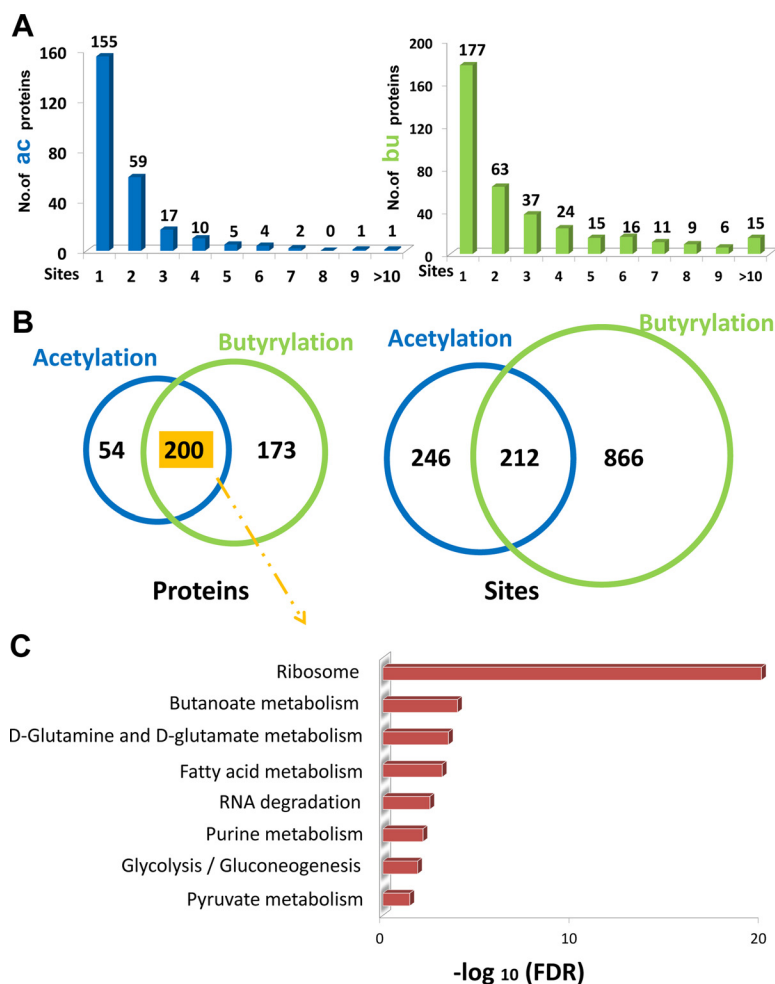 A
No.of ac proteins
160
120
80
40
0
155
59
17
10
5
4
2
0
1
1
Sites 1 2 3 4 5 6 7 8 9 >10
No.of bu proteins
200
160
120
80
40
0
177
63
37
24
15
16
11
9
6
15
Sites 1 2 3 4 5 6 7 8 9 >10
B
Acetylation
Butyrylation
54
200
173
Proteins
Acetylation
Butyrylation
246
212
866
Sites
C
Ribosome
Butanoate metabolism
D-Glutamine and D-glutamate metabolism
Fatty acid metabolism
RNA degradation
Purine metabolism
Glycolysis / Gluconeogenesis
Pyruvate metabolism
0 10 20
-log 10 (FDR)